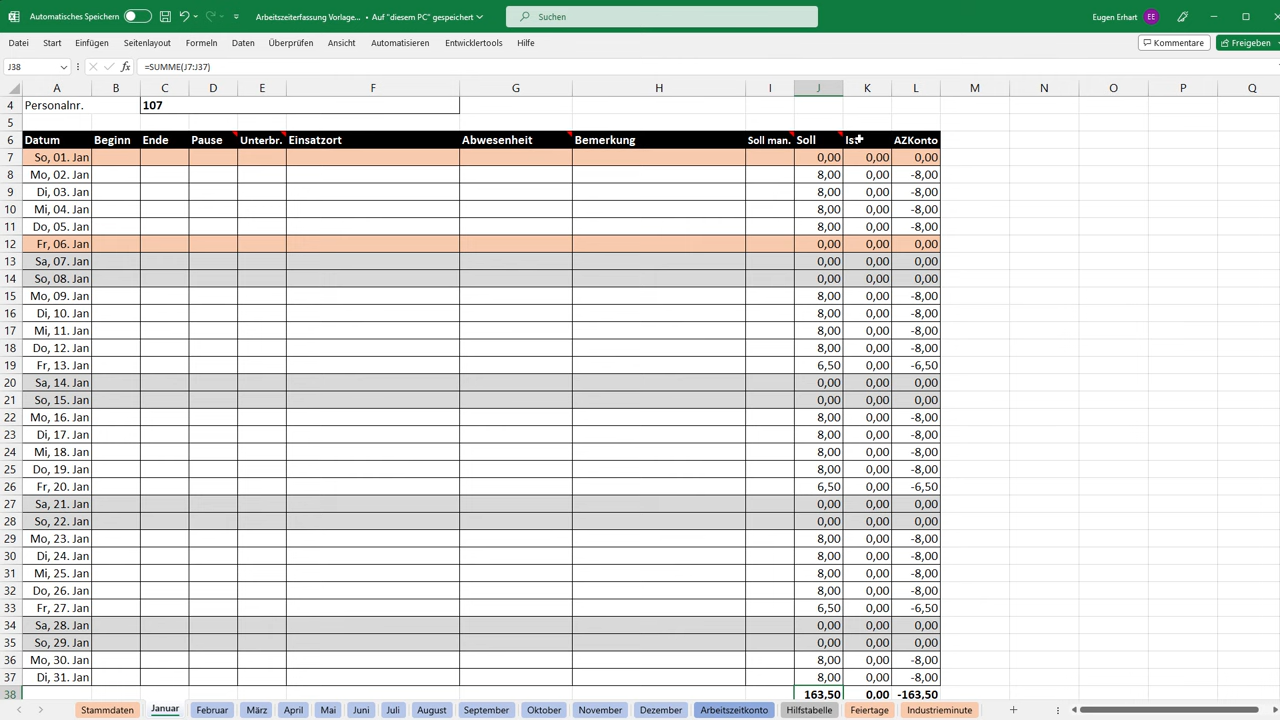 Automatisches Speichern Arbeitszeiterfassung Vorlage... • Auf "diesem PC" gespeichert Suchen Eugen Erhart EE
Datei Start Einfügen Seitenlayout Formeln Daten Überprüfen Ansicht Automatisieren Entwicklertools Hilfe Kommentare Freigeben
J38 fx =SUMME(J7:J37)
A B C D E F G H I J K L M N O P Q
4 Personalnr. 107
5
6 Datum Beginn Ende Pause Unterbr. Einsatzort Abwesenheit Bemerkung Soll man. Soll Ist AZKonto
7 So, 01. Jan 0,00 0,00 0,00
8 Mo, 02. Jan 8,00 0,00 -8,00
9 Di, 03. Jan 8,00 0,00 -8,00
10 Mi, 04. Jan 8,00 0,00 -8,00
11 Do, 05. Jan 8,00 0,00 -8,00
12 Fr, 06. Jan 0,00 0,00 0,00
13 Sa, 07. Jan 0,00 0,00 0,00
14 So, 08. Jan 0,00 0,00 0,00
15 Mo, 09. Jan 8,00 0,00 -8,00
16 Di, 10. Jan 8,00 0,00 -8,00
17 Mi, 11. Jan 8,00 0,00 -8,00
18 Do, 12. Jan 8,00 0,00 -8,00
19 Fr, 13. Jan 6,50 0,00 -6,50
20 Sa, 14. Jan 0,00 0,00 0,00
21 So, 15. Jan 0,00 0,00 0,00
22 Mo, 16. Jan 8,00 0,00 -8,00
23 Di, 17. Jan 8,00 0,00 -8,00
24 Mi, 18. Jan 8,00 0,00 -8,00
25 Do, 19. Jan 8,00 0,00 -8,00
26 Fr, 20. Jan 6,50 0,00 -6,50
27 Sa, 21. Jan 0,00 0,00 0,00
28 So, 22. Jan 0,00 0,00 0,00
29 Mo, 23. Jan 8,00 0,00 -8,00
30 Di, 24. Jan 8,00 0,00 -8,00
31 Mi, 25. Jan 8,00 0,00 -8,00
32 Do, 26. Jan 8,00 0,00 -8,00
33 Fr, 27. Jan 6,50 0,00 -6,50
34 Sa, 28. Jan 0,00 0,00 0,00
35 So, 29. Jan 0,00 0,00 0,00
36 Mo, 30. Jan 8,00 0,00 -8,00
37 Di, 31. Jan 8,00 0,00 -8,00
38 163,50 0,00 -163,50
Stammdaten Januar Februar März April Mai Juni Juli August September Oktober November Dezember Arbeitszeitkonto Hilfstabelle Feiertage Industrieminute